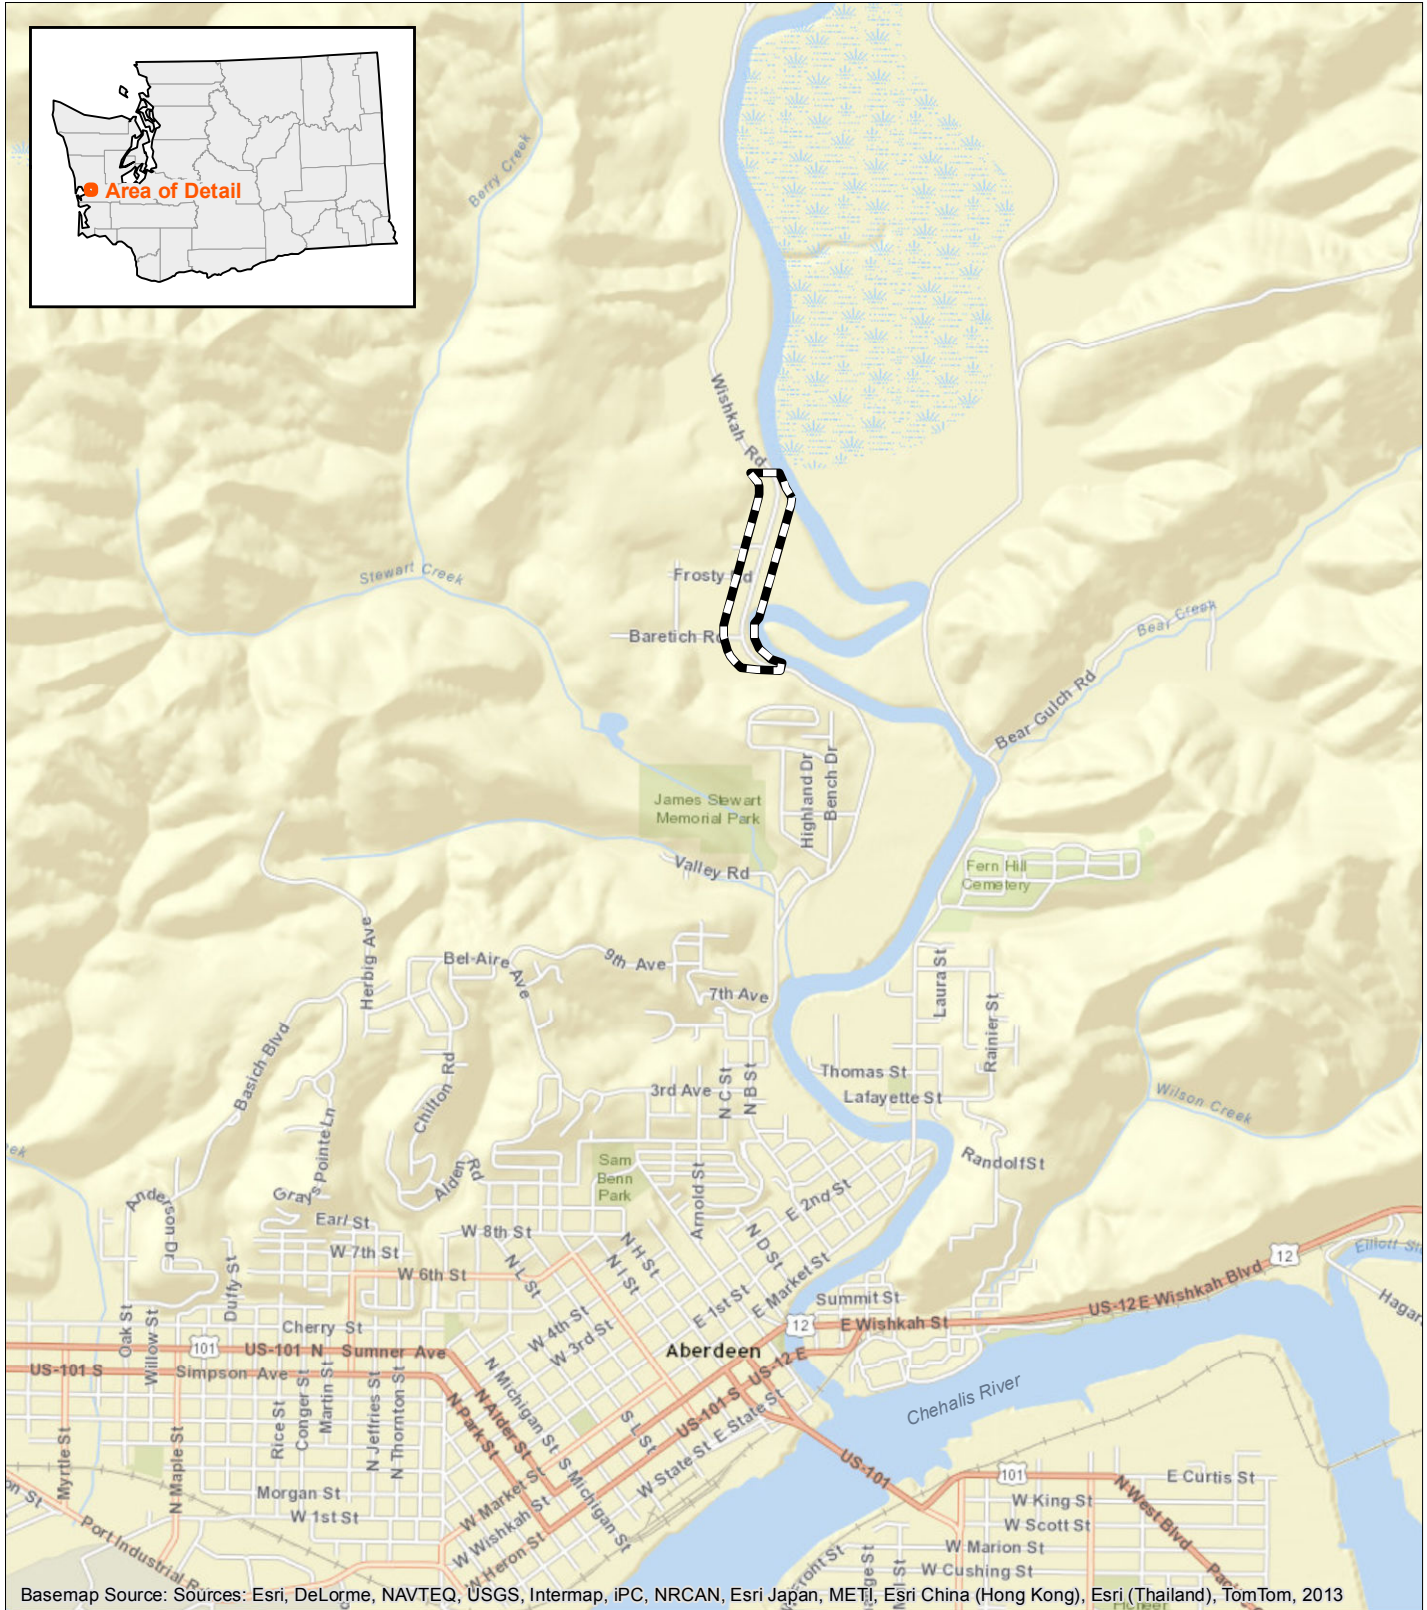 Area of Detail
Berry Creek
Wishkah Rd
Stewart Creek
Frosty Rd
Baretich Rd
Bear Creek
Bear Gulch Rd
Highland Dr
Bench Dr
James Stewart
Memorial Park
Valley Rd
Fern Hill
Cemetery
Herbig Ave
Bel-Aire Ave
9th Ave
7th Ave
Laura St
Rainier St
Basich Blvd
Chilton Rd
3rd Ave
N C St
N B St
Thomas St
Lafayette St
Wilson Creek
Grays Pointe Ln
Alden Rd
Sam
Benn
Park
Arnold St
Randolf St
Anderson Dr
Earl St
W 7th St
W 8th St
W 6th St
N L St
N I St
N H St
N D St
E 2nd St
E 1st St
E Market St
Duffy St
Oak St
Willow St
Cherry St
101
US-101 N Sumner Ave
US-101 S
Simpson Ave
W 4th St
W 3rd St
Aberdeen
12
Summit St
E Wishkah St
US-12 E Wishkah Blvd
12
US-12 E
Chehalis River
Myrtle St
N Maple St
Rice St
Conger St
Martin St
N Jeffries St
N Thornton St
N Park St
N Alder St
N Michigan St
S Michigan St
S L St
US-101 S
E State St
W State St
US-101
101
Morgan St
W 1st St
W Market St
W Wishkah St
W Heron St
Port Industrial R
E Curtis St
W King St
W Scott St
W Marion St
W Cushing St
N West Blvd
Front St
Basemap Source: Sources: Esri, DeLorme, NAVTEQ, USGS, Intermap, iPC, NRCAN, Esri Japan, METI, Esri China (Hong Kong), Esri (Thailand), TomTom, 2013